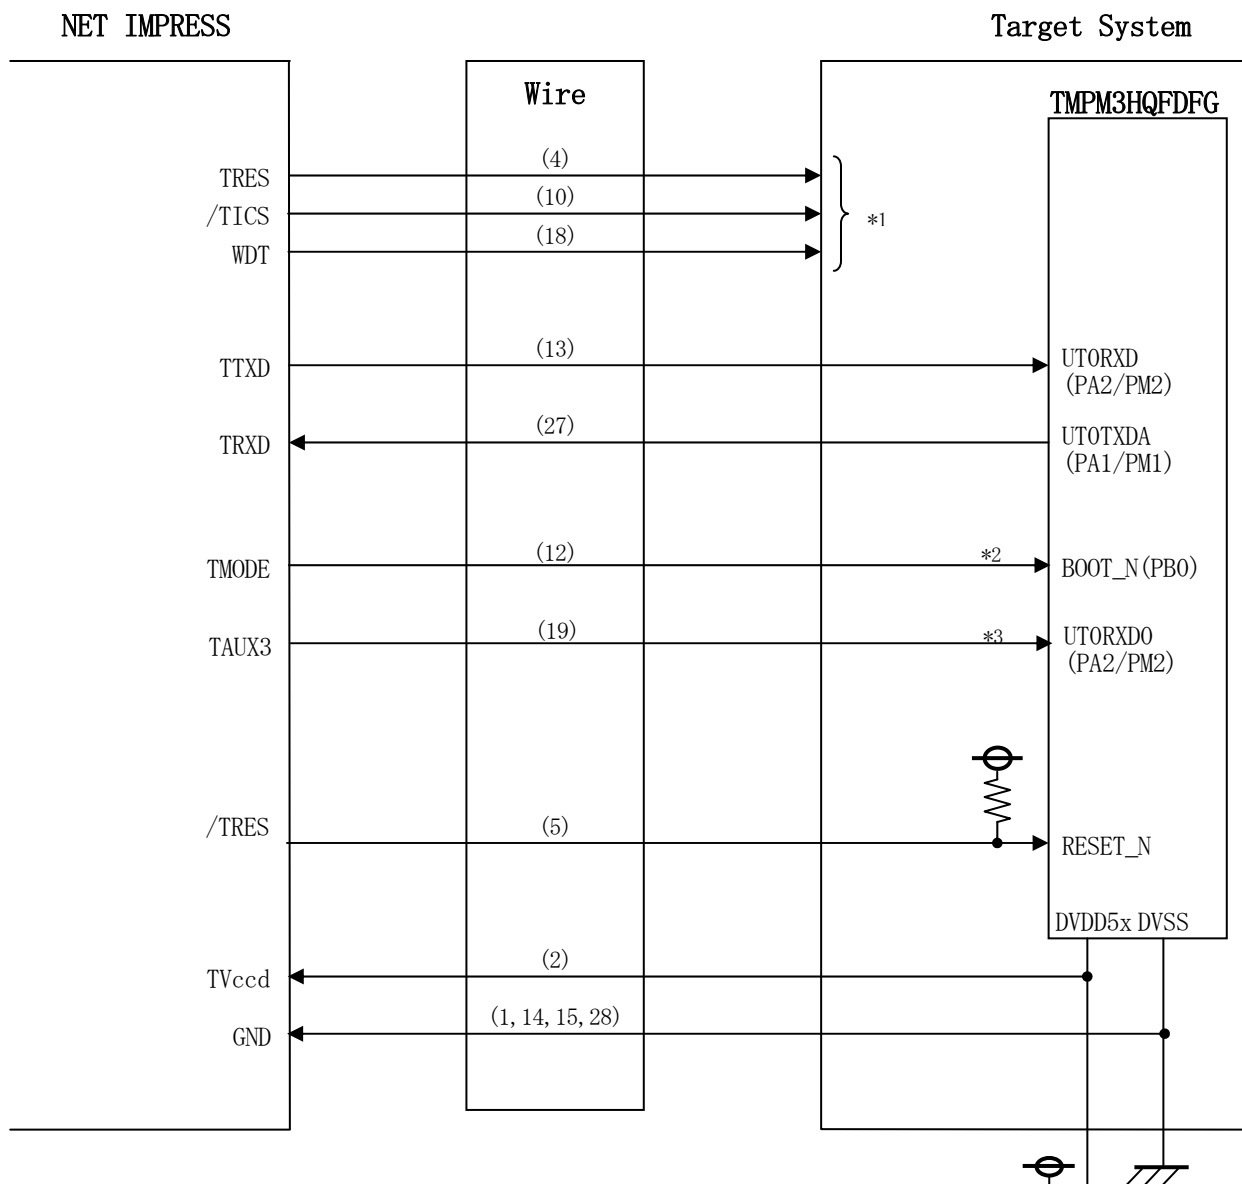 NET IMPRESS
Target System
Wire
TMPM3HQFDFG
TRES
(4)
/TICS
(10)
*1
WDT
(18)
TTXD
(13)
UT0RXD
(PA2/PM2)
TRXD
(27)
UT0TXDA
(PA1/PM1)
TMODE
(12)
*2
BOOT_N(PB0)
TAUX3
(19)
*3
UT0RXD0
(PA2/PM2)
/TRES
(5)
RESET_N
DVDD5x DVSS
TVccd
(2)
GND
(1, 14, 15, 28)